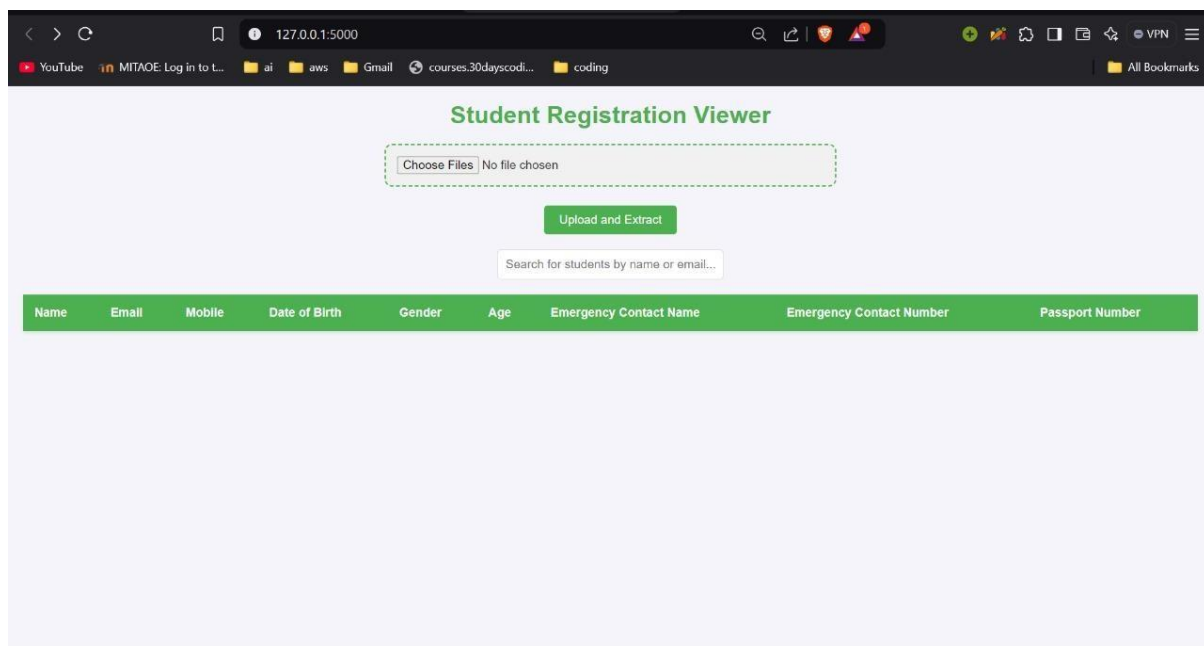 127.0.0.1:5000
VPN
YouTube MITAOE: Log in to t... ai aws Gmail courses.30dayscodi... coding All Bookmarks
Student Registration Viewer
Choose Files No file chosen
Upload and Extract
Search for students by name or email...
Name Email Mobile Date of Birth Gender Age Emergency Contact Name Emergency Contact Number Passport Number